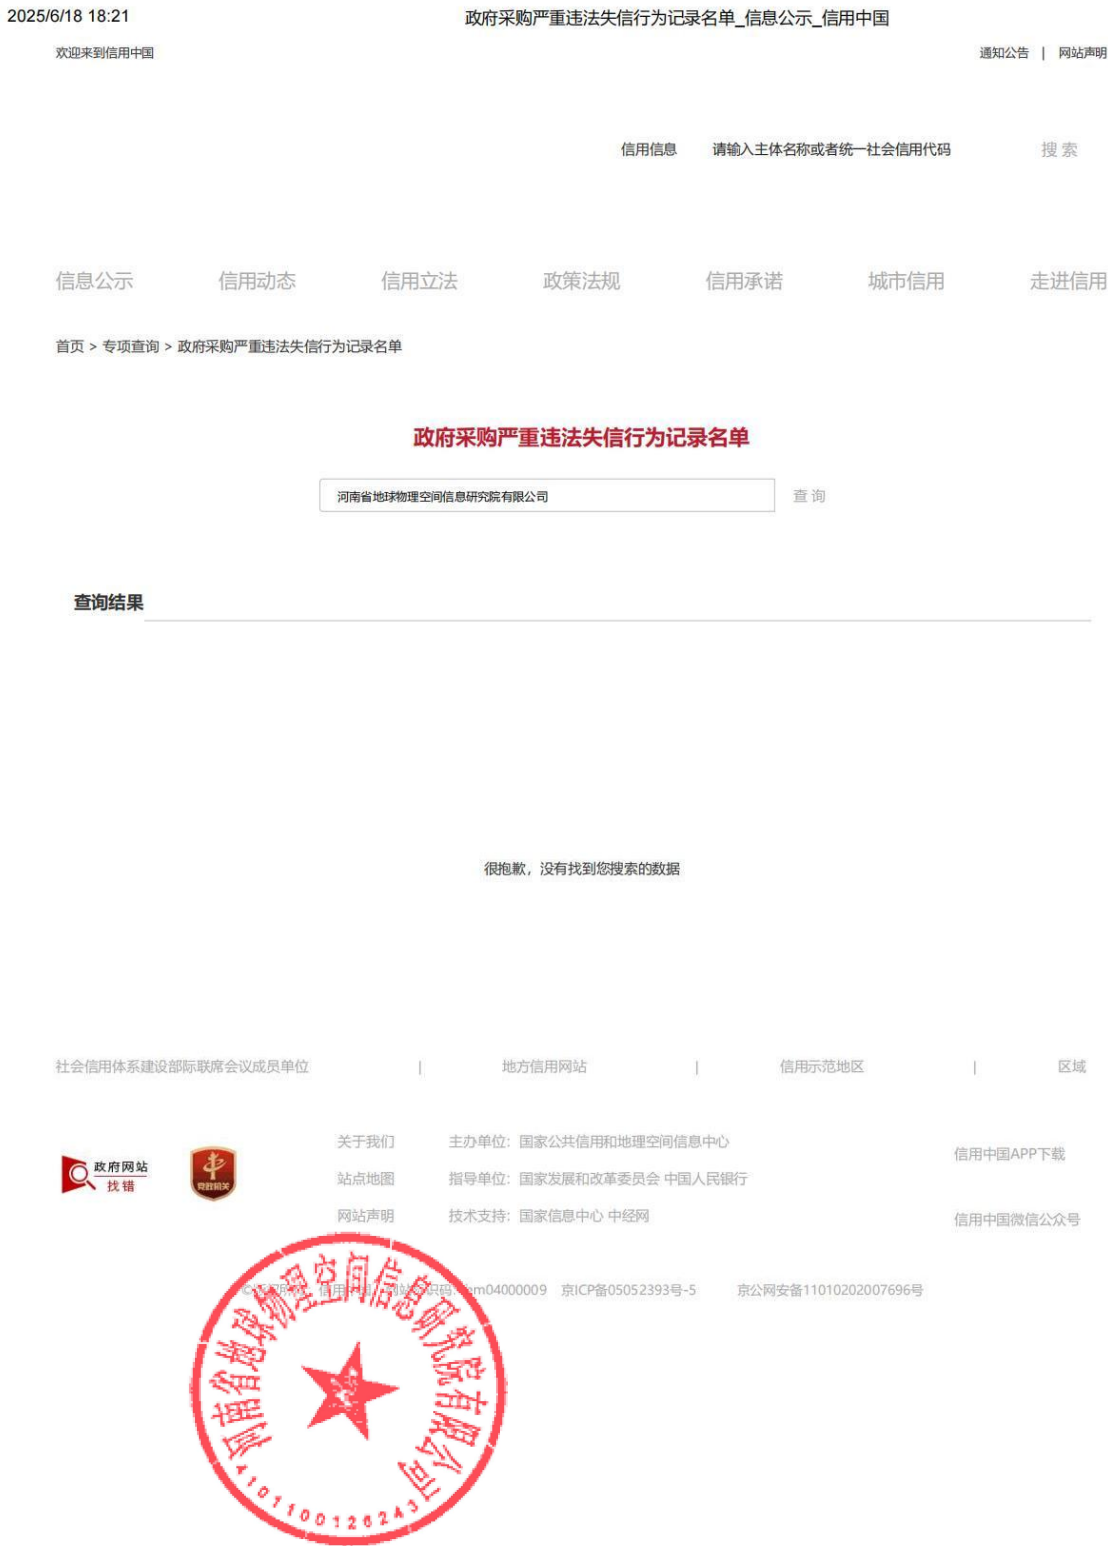 2025/6/18 18:21 政府采购严重违法失信行为记录名单_信息公示_信用中国
欢迎来到信用中国 通知公告 | 网站声明
信用信息 请输入主体名称或者统一社会信用代码 搜 索
信息公示 信用动态 信用立法 政策法规 信用承诺 城市信用 走进信用
首页 > 专项查询 > 政府采购严重违法失信行为记录名单
政府采购严重违法失信行为记录名单
河南省地球物理空间信息研究院有限公司 查 询
查询结果
很抱歉，没有找到您搜索的数据
社会信用体系建设部际联席会议成员单位 | 地方信用网站 | 信用示范地区 | 区域
政府网站
找错
党政机关
关于我们 主办单位：国家公共信用和地理空间信息中心
信用中国APP下载
站点地图 指导单位：国家发展和改革委员会 中国人民银行
网站声明 技术支持：国家信息中心 中经网
信用中国微信公众号
m04000009 京ICP备05052393号-5 京公网安备11010202007696号
河南省地球物理空间信息研究院有限公司